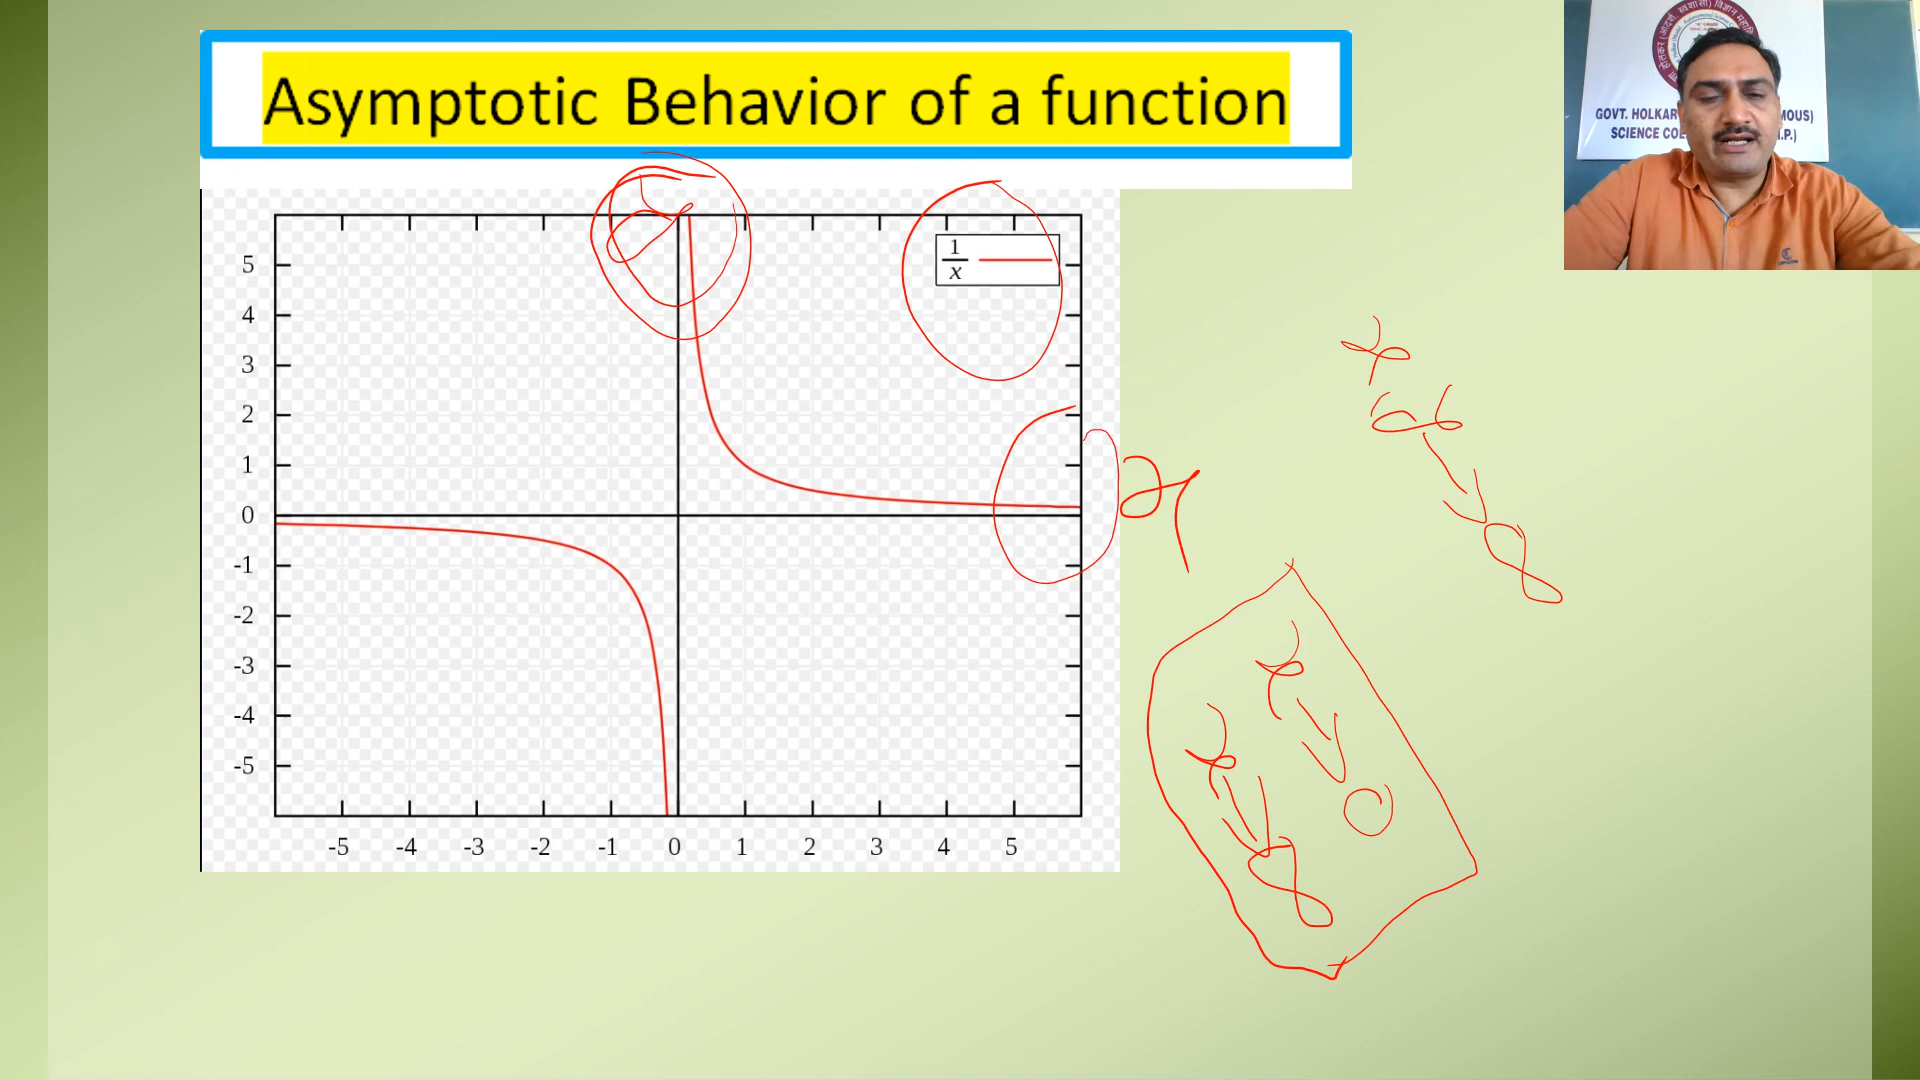 Asymptotic Behavior of a function
1
x
5
4
3
2
1
0
-1
-2
-3
-4
-5
-5 -4 -3 -2 -1 0 1 2 3 4 5
GOVT. HOLKAR
SCIENCE
x
x
0
x
∞
∞